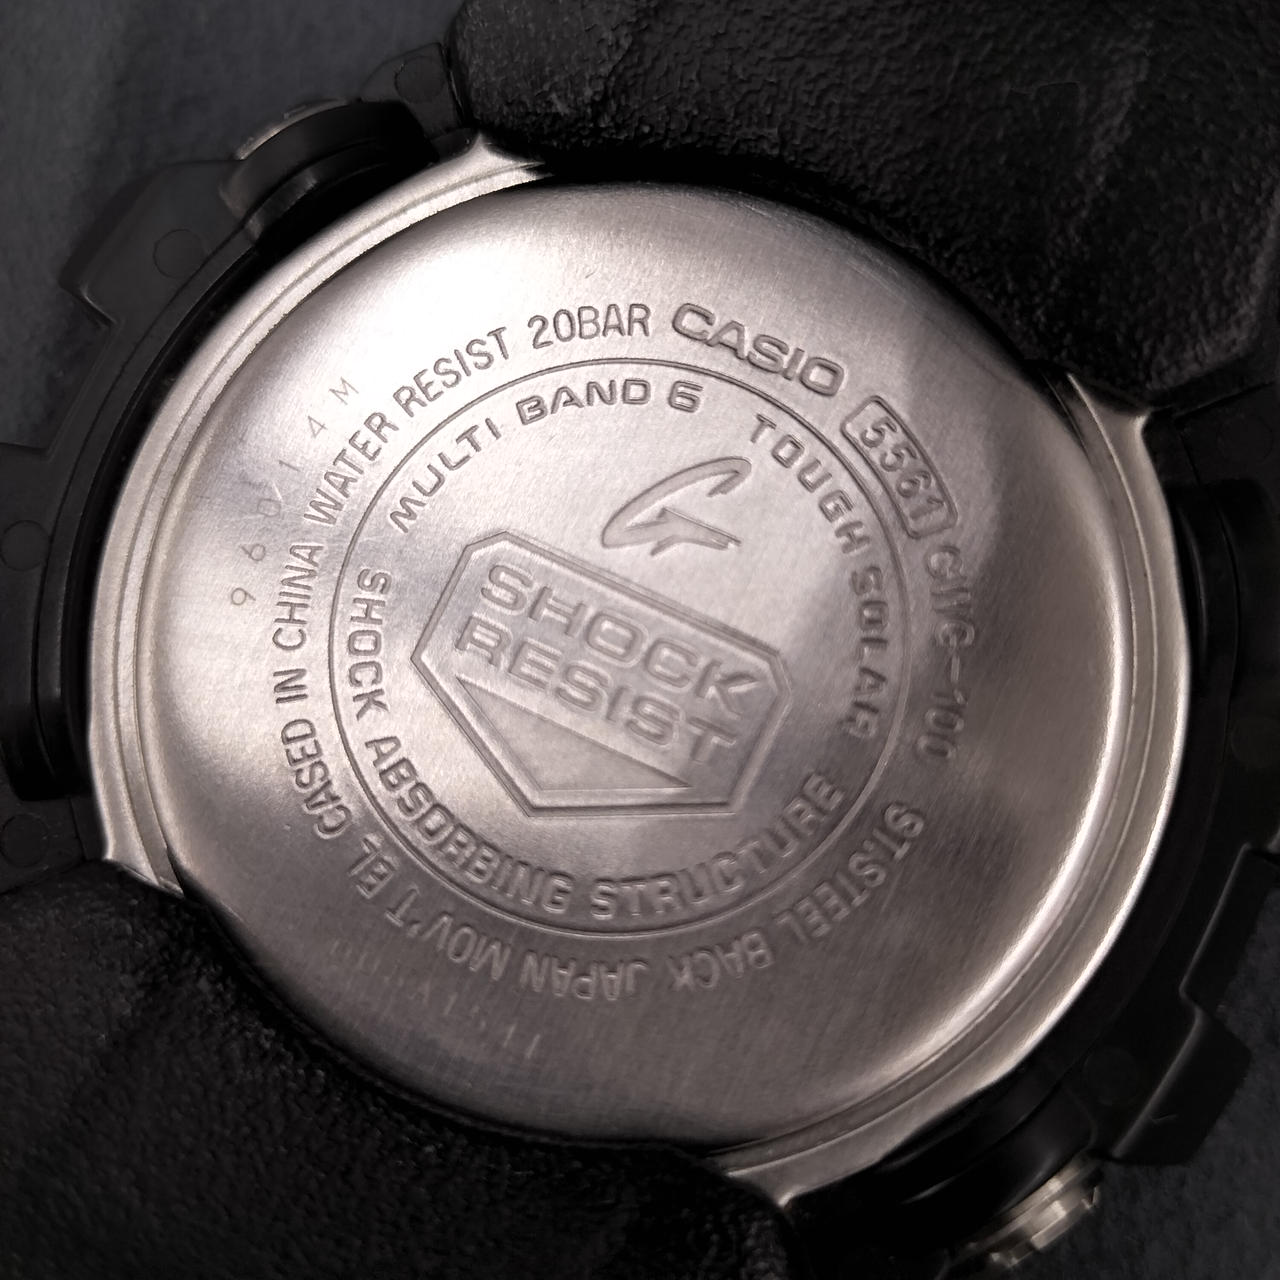 CASIO 5561 GWG-100
ST.STEEL BACK JAPAN MOV'T EL CASED IN CHINA WATER RESIST 20BAR
MULTI BAND 6 TOUGH SOLAR
SHOCK ABSORBING STRUCTURE
G
SHOCK
RESIST